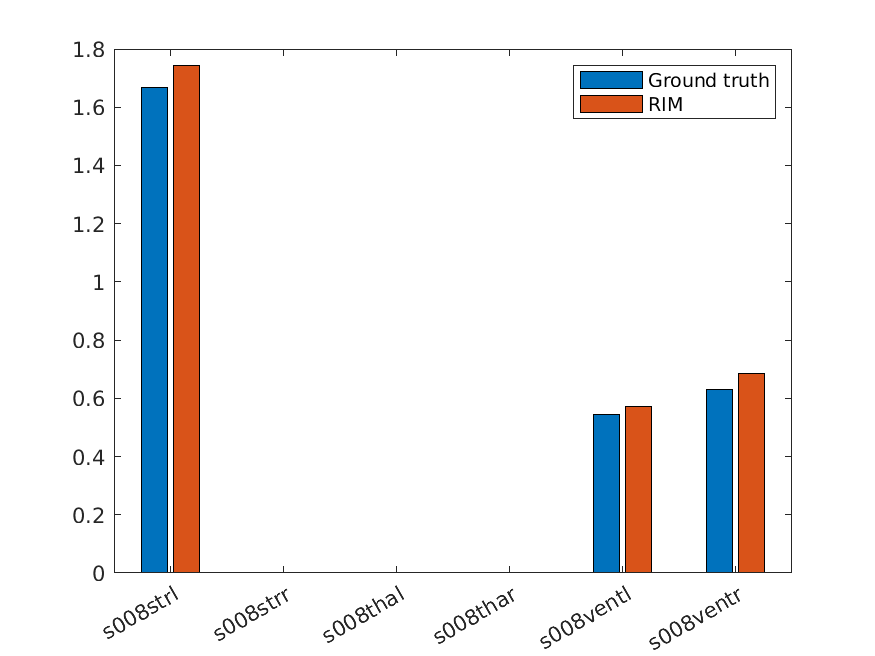 1.8
1.6
1.4
1.2
1
0.8
0.6
0.4
0.2
0
Ground truth
RIM
s008strl
s008strr
s008thal
s008thar
s008ventl
s008ventr